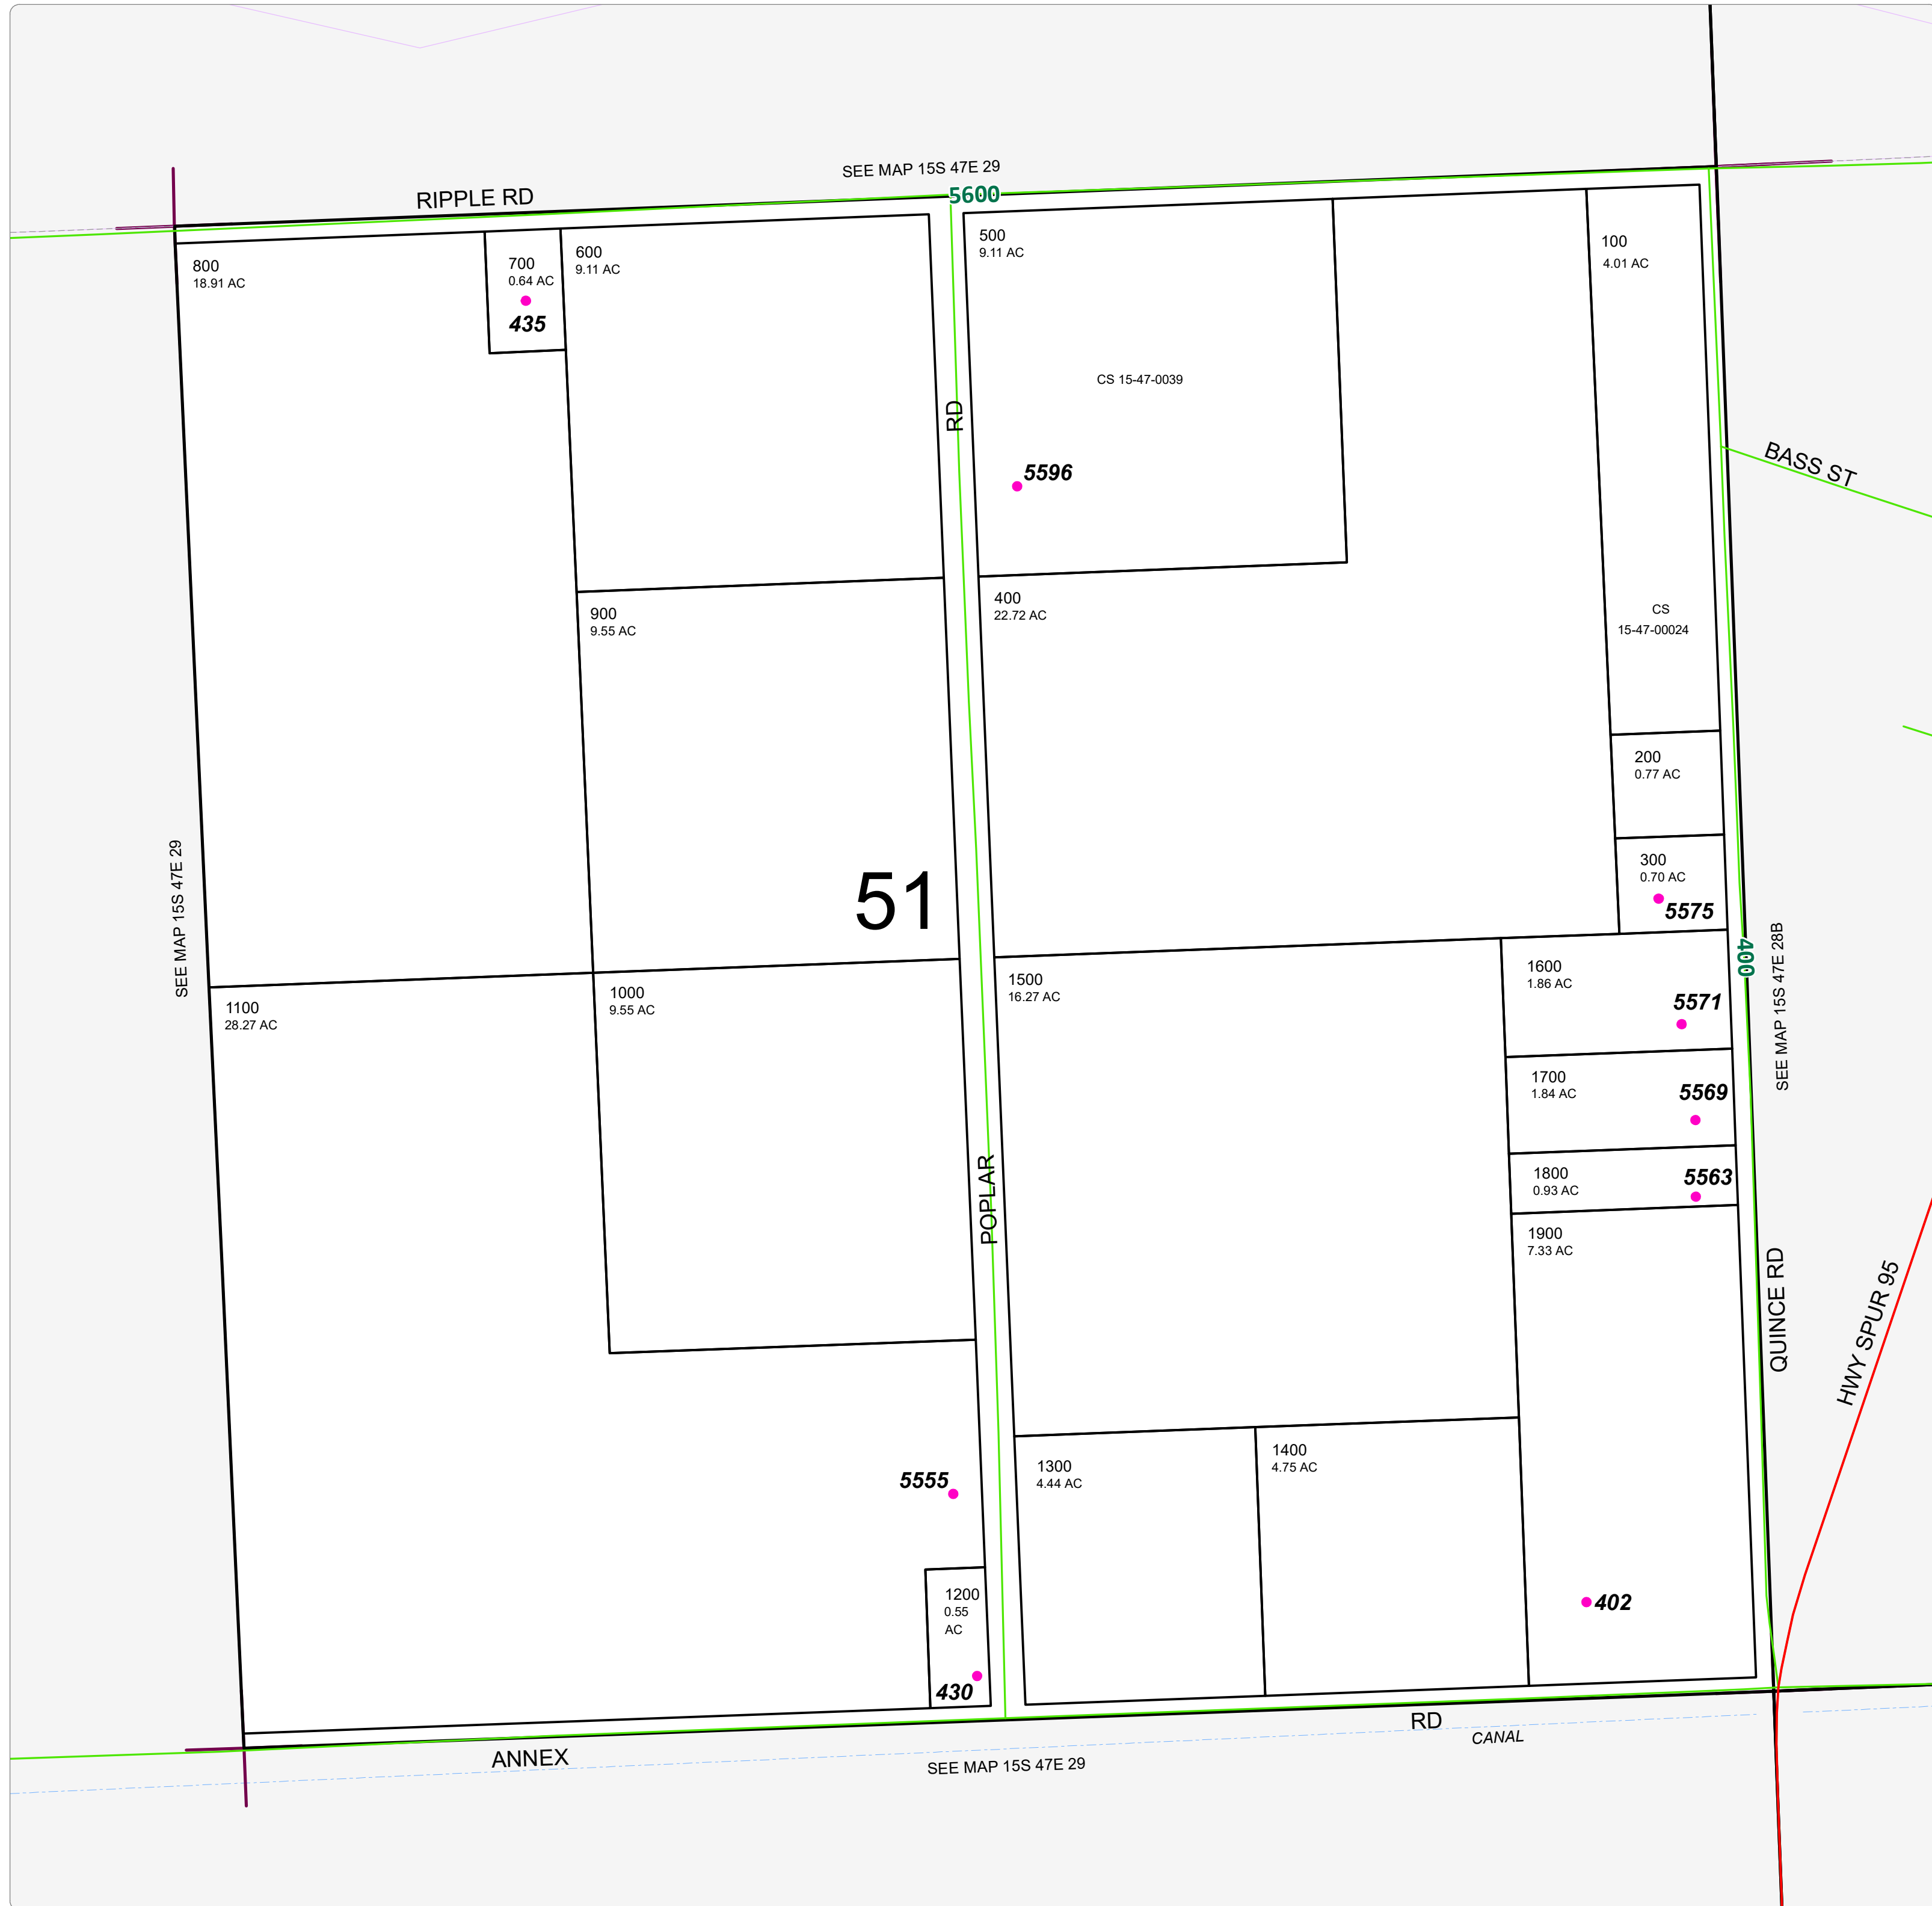 SEE MAP 15S 47E 29
RIPPLE RD
5600
800
18.91 AC
700
0.64 AC
435
600
9.11 AC
500
9.11 AC
100
4.01 AC
CS 15-47-0039
RD
BASS ST
5596
900
9.55 AC
400
22.72 AC
CS
15-47-00024
200
0.77 AC
SEE MAP 15S 47E 29
51
300
0.70 AC
5575
400
SEE MAP 15S 47E 28B
1100
28.27 AC
1000
9.55 AC
1500
16.27 AC
1600
1.86 AC
5571
1700
1.84 AC
5569
POPLAR
1800
0.93 AC
5563
1900
7.33 AC
QUINCE RD
HWY SPUR 95
1300
4.44 AC
1400
4.75 AC
5555
1200
0.55
AC
430
402
RD
CANAL
ANNEX
SEE MAP 15S 47E 29